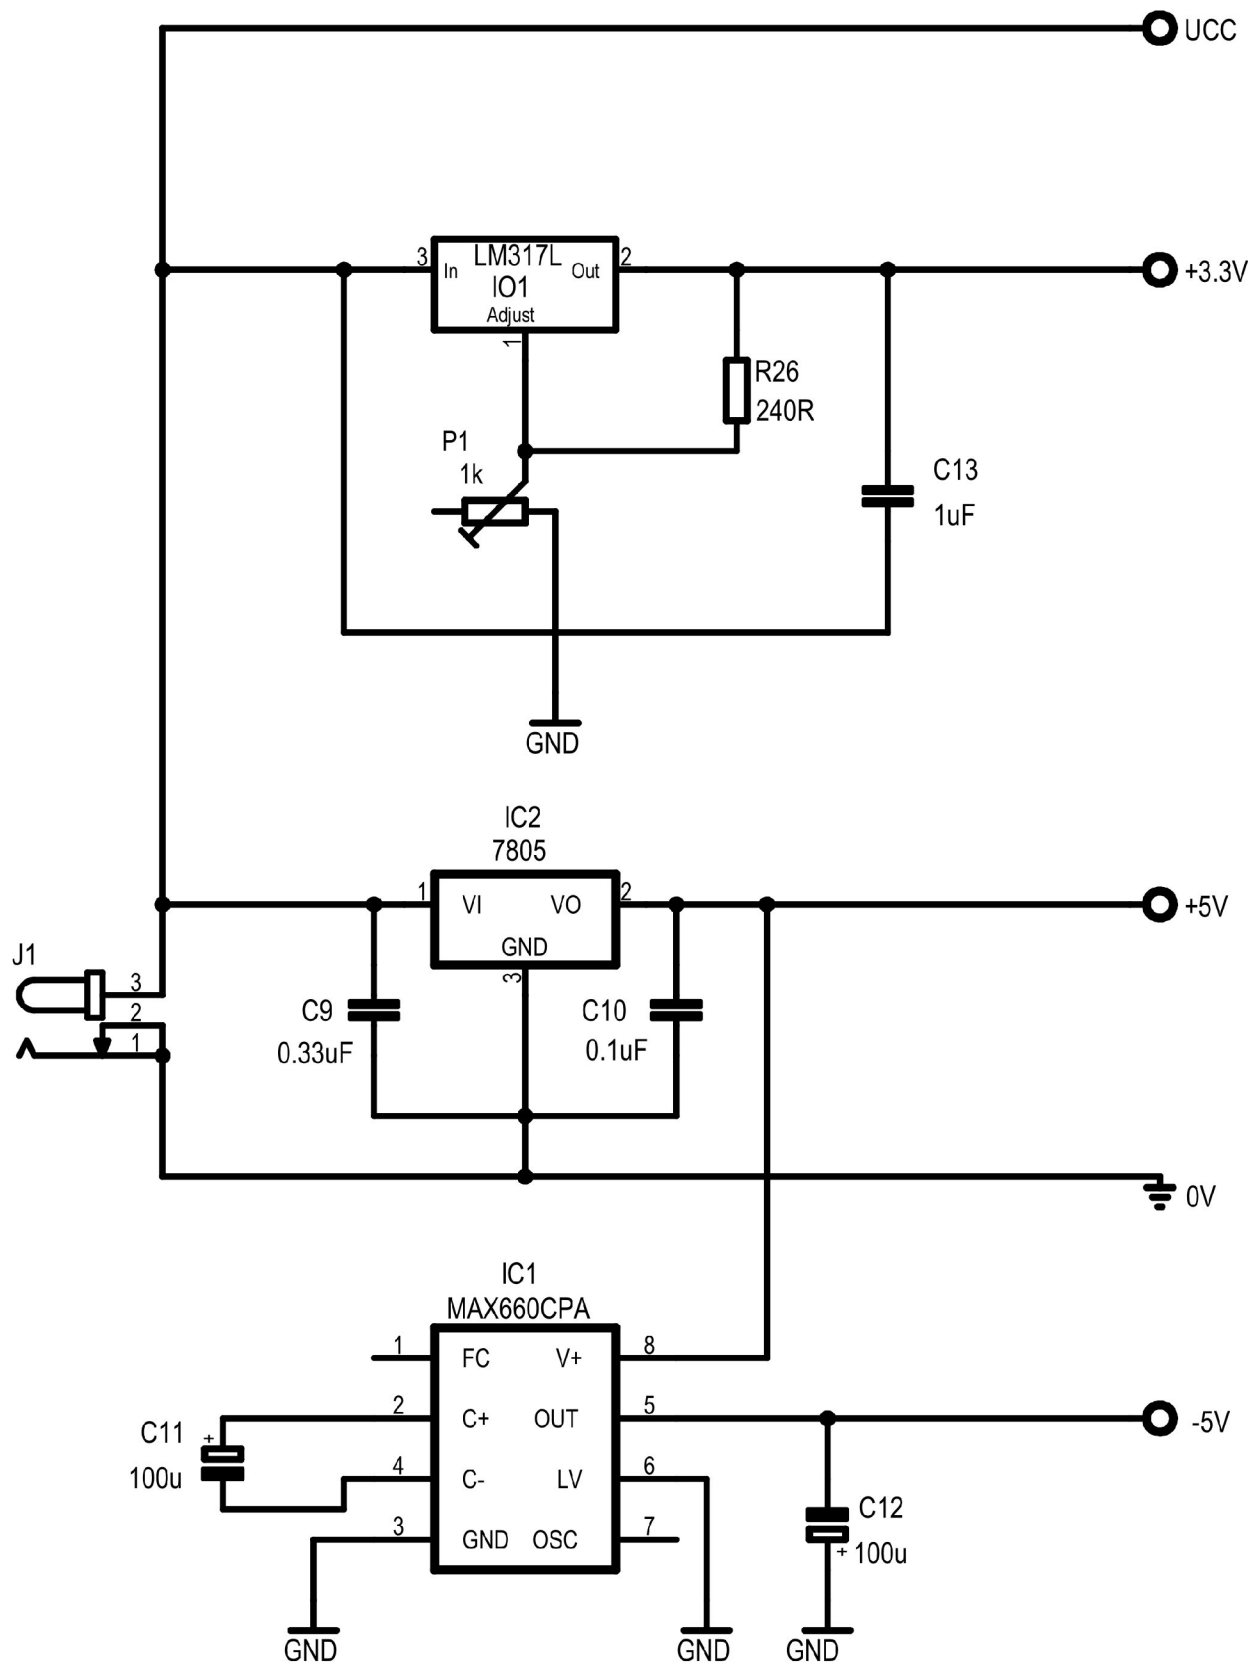 UCC
LM317L
3 In Out 2
+3.3V
IO1
Adjust
1
R26
240R
P1
1k
C13
1uF
GND
IC2
7805
1 VI VO 2
+5V
GND
3
J1
3
2
1
C9
0.33uF
C10
0.1uF
0V
IC1
MAX660CPA
1 FC V+ 8
2 C+ OUT 5
-5V
C11
+
100u
4 C- LV 6
3 GND OSC 7
C12
+ 100u
GND
GND
GND